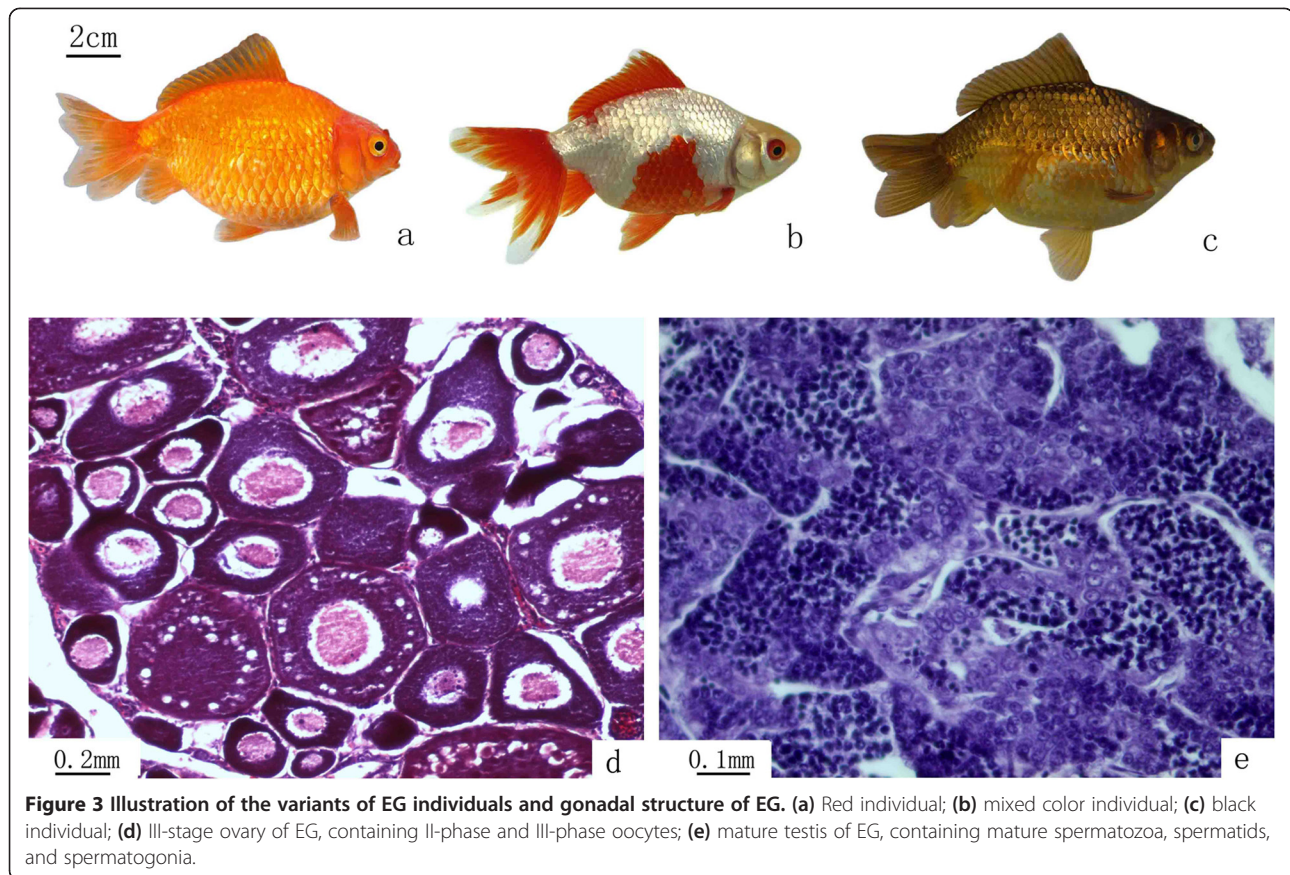 2cm
a
b
c
0.2mm
d
0.1mm
e
Figure 3 Illustration of the variants of EG individuals and gonadal structure of EG. (a) Red individual; (b) mixed color individual; (c) black
individual; (d) III-stage ovary of EG, containing II-phase and III-phase oocytes; (e) mature testis of EG, containing mature spermatozoa, spermatids,
and spermatogonia.